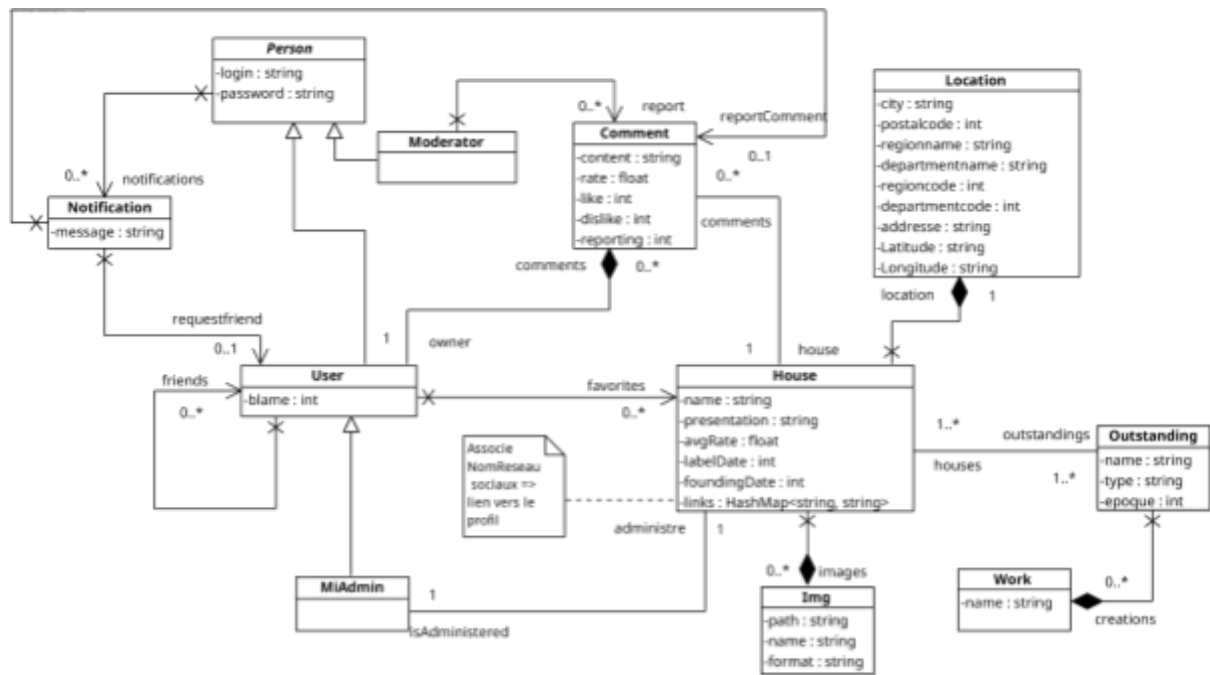 Person
-login : string
-password : string
Moderator
0..*
report
reportComment
0..1
Comment
-content : string
-rate : float
-like : int
-dislike : int
-reporting : int
0..*
comments
comments
0..*
Location
-city : string
-postalcode : int
-regionname : string
-departmentname : string
-regioncode : int
-departmentcode : int
-addresse : string
-Latitude : string
-Longitude : string
location
1
0..*
notifications
Notification
-message : string
requestfriend
0..1
1
owner
1
house
friends
0..*
User
-blame : int
favorites
0..*
House
-name : string
-presentation : string
-avgRate : float
-labelDate : int
-foundingDate : int
-links : HashMap<string, string>
1..*
outstandings
houses
1..*
Outstanding
-name : string
-type : string
-epoque : int
Associe
NomReseau
sociaux =>
lien vers le
profil
administre
1
MiAdmin
1
isAdministered
0..*
images
Img
-path : string
-name : string
-format : string
Work
-name : string
0..*
creations